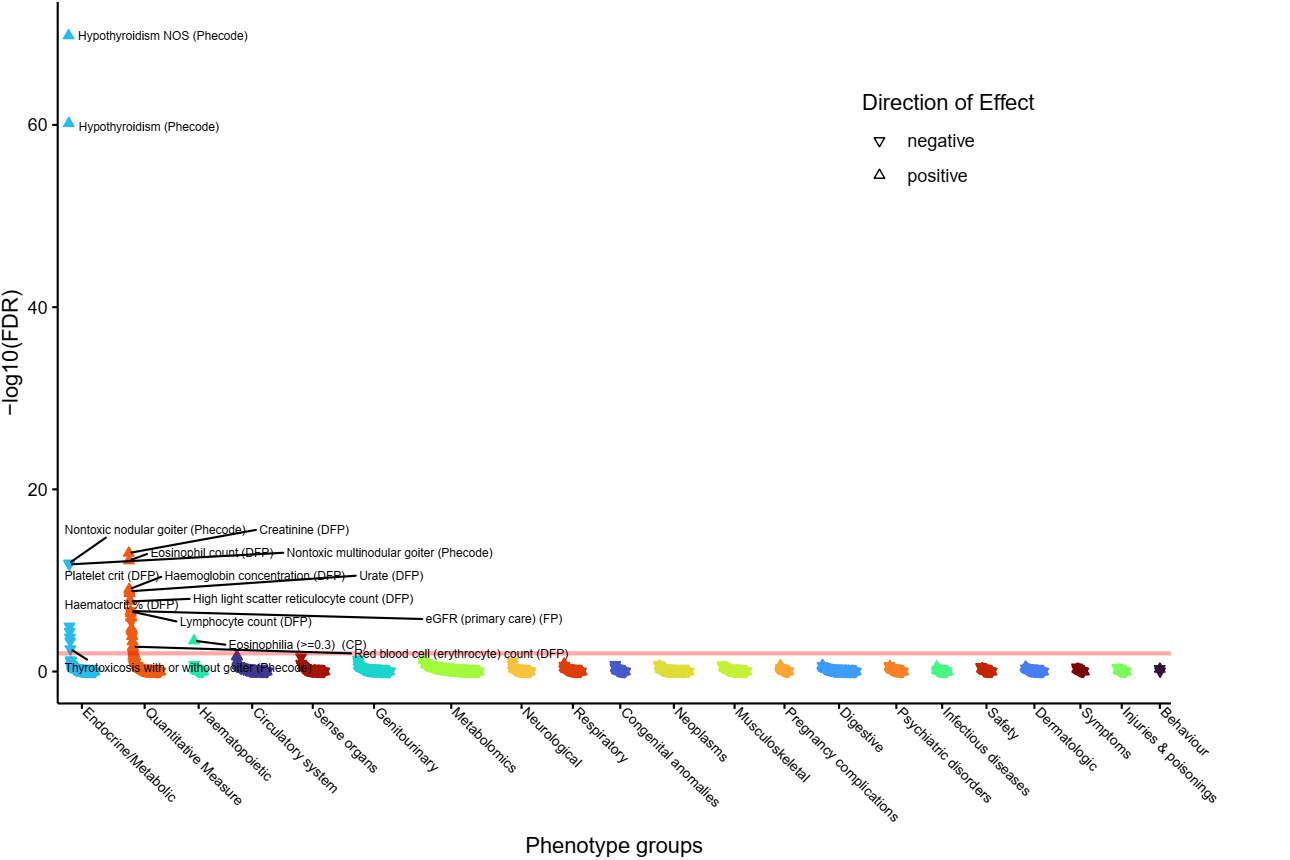 Hypothyroidism NOS (Phecode)
Direction of Effect
negative
positive
60
Hypothyroidism (Phecode)
−log10(FDR)
40
20
Nontoxic nodular goiter (Phecode)
Creatinine (DFP)
Eosinophil count (DFP)
Nontoxic multinodular goiter (Phecode)
Platelet crit (DFP)
Haemoglobin concentration (DFP)
Urate (DFP)
Haematocrit % (DFP)
High light scatter reticulocyte count (DFP)
Lymphocyte count (DFP)
eGFR (primary care) (FP)
Eosinophilia (>=0.3) (CP)
Red blood cell (erythrocyte) count (DFP)
Thyrotoxicosis with or without goiter (Phecode)
0
Endocrine/Metabolic
Quantitative Measure
Haematopoietic
Circulatory system
Sense organs
Genitourinary
Metabolomics
Neurological
Respiratory
Congenital anomalies
Neoplasms
Musculoskeletal
Pregnancy complications
Digestive
Psychiatric disorders
Infectious diseases
Safety
Dermatologic
Symptoms
Injuries & poisonings
Behaviour
Phenotype groups